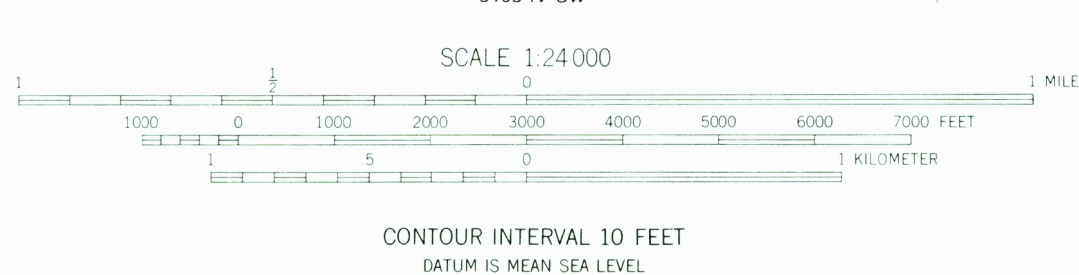 SCALE 1:24 000
1 1/2 0 1 MILE
1000 0 1000 2000 3000 4000 5000 6000 7000 FEET
1 .5 0 1 KILOMETER
CONTOUR INTERVAL 10 FEET
DATUM IS MEAN SEA LEVEL